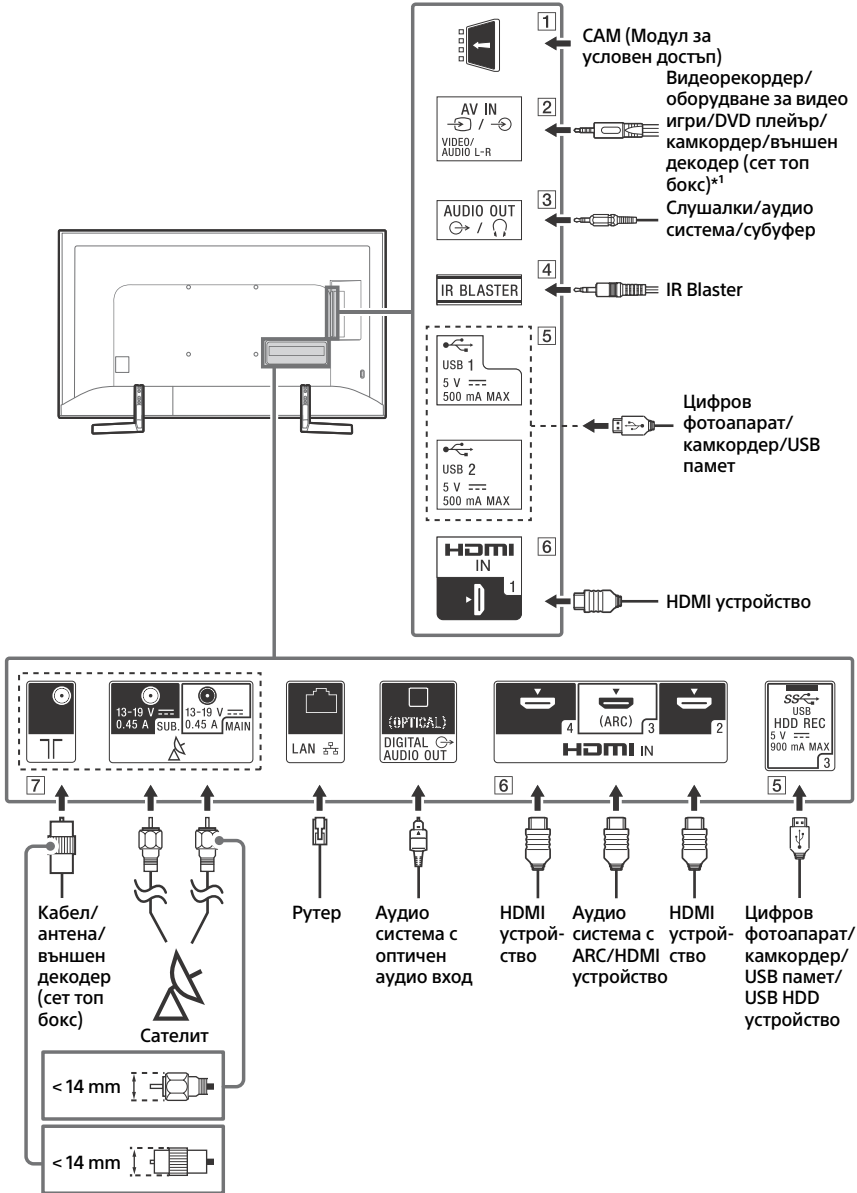 1
CAM (Модул за
условен достъп)
2
AV IN
/
VIDEO/
AUDIO L-R
Видеорекордер/
оборудване за видео
игри/DVD плейър/
камкордер/външен
декодер (сет топ
бокс)*1
3
AUDIO OUT
/
Слушалки/аудио
система/субуфер
4
IR BLASTER
IR Blaster
5
USB 1
5 V
500 mA MAX
USB 2
5 V
500 mA MAX
Цифров
фотоапарат/
камкордер/USB
памет
6
HDMI
IN
1
HDMI устройство
13-19 V
0.45 A SUB.
13-19 V
0.45 A MAIN
LAN
(OPTICAL)
DIGITAL
AUDIO OUT
4
(ARC) 3
2
HDMI IN
SS
USB
HDD REC
5 V
900 mA MAX
3
7
6
5
Кабел/
антена/
външен
декодер
(сет топ
бокс)
Сателит
Рутер
Аудио
система с
оптичен
аудио вход
HDMI
устрой-
ство
Аудио
система с
ARC/HDMI
устройство
HDMI
устрой-
ство
Цифров
фотоапарат/
камкордер/
USB памет/
USB HDD
устройство
< 14 mm
< 14 mm